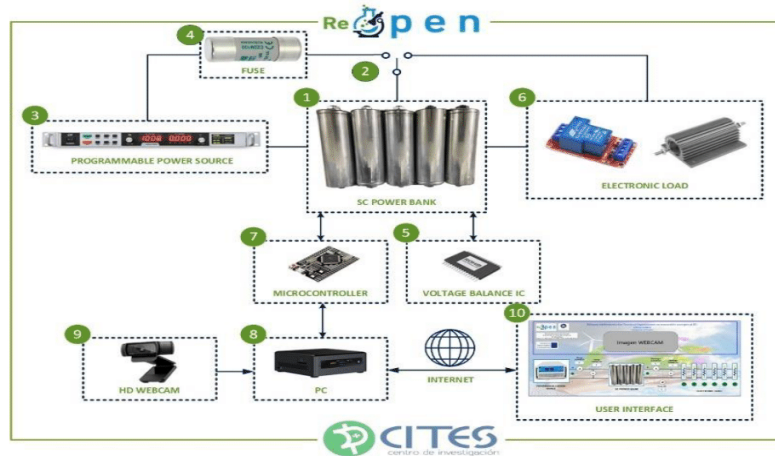 Re Open
4
FUSE
2
3
PROGRAMMABLE POWER SOURCE
1
SC POWER BANK
6
ELECTRONIC LOAD
7
MICROCONTROLLER
5
VOLTAGE BALANCE IC
9
HD WEBCAM
8
PC
INTERNET
10
Imagen WEBCAM
USER INTERFACE
CITES
centro de investigación